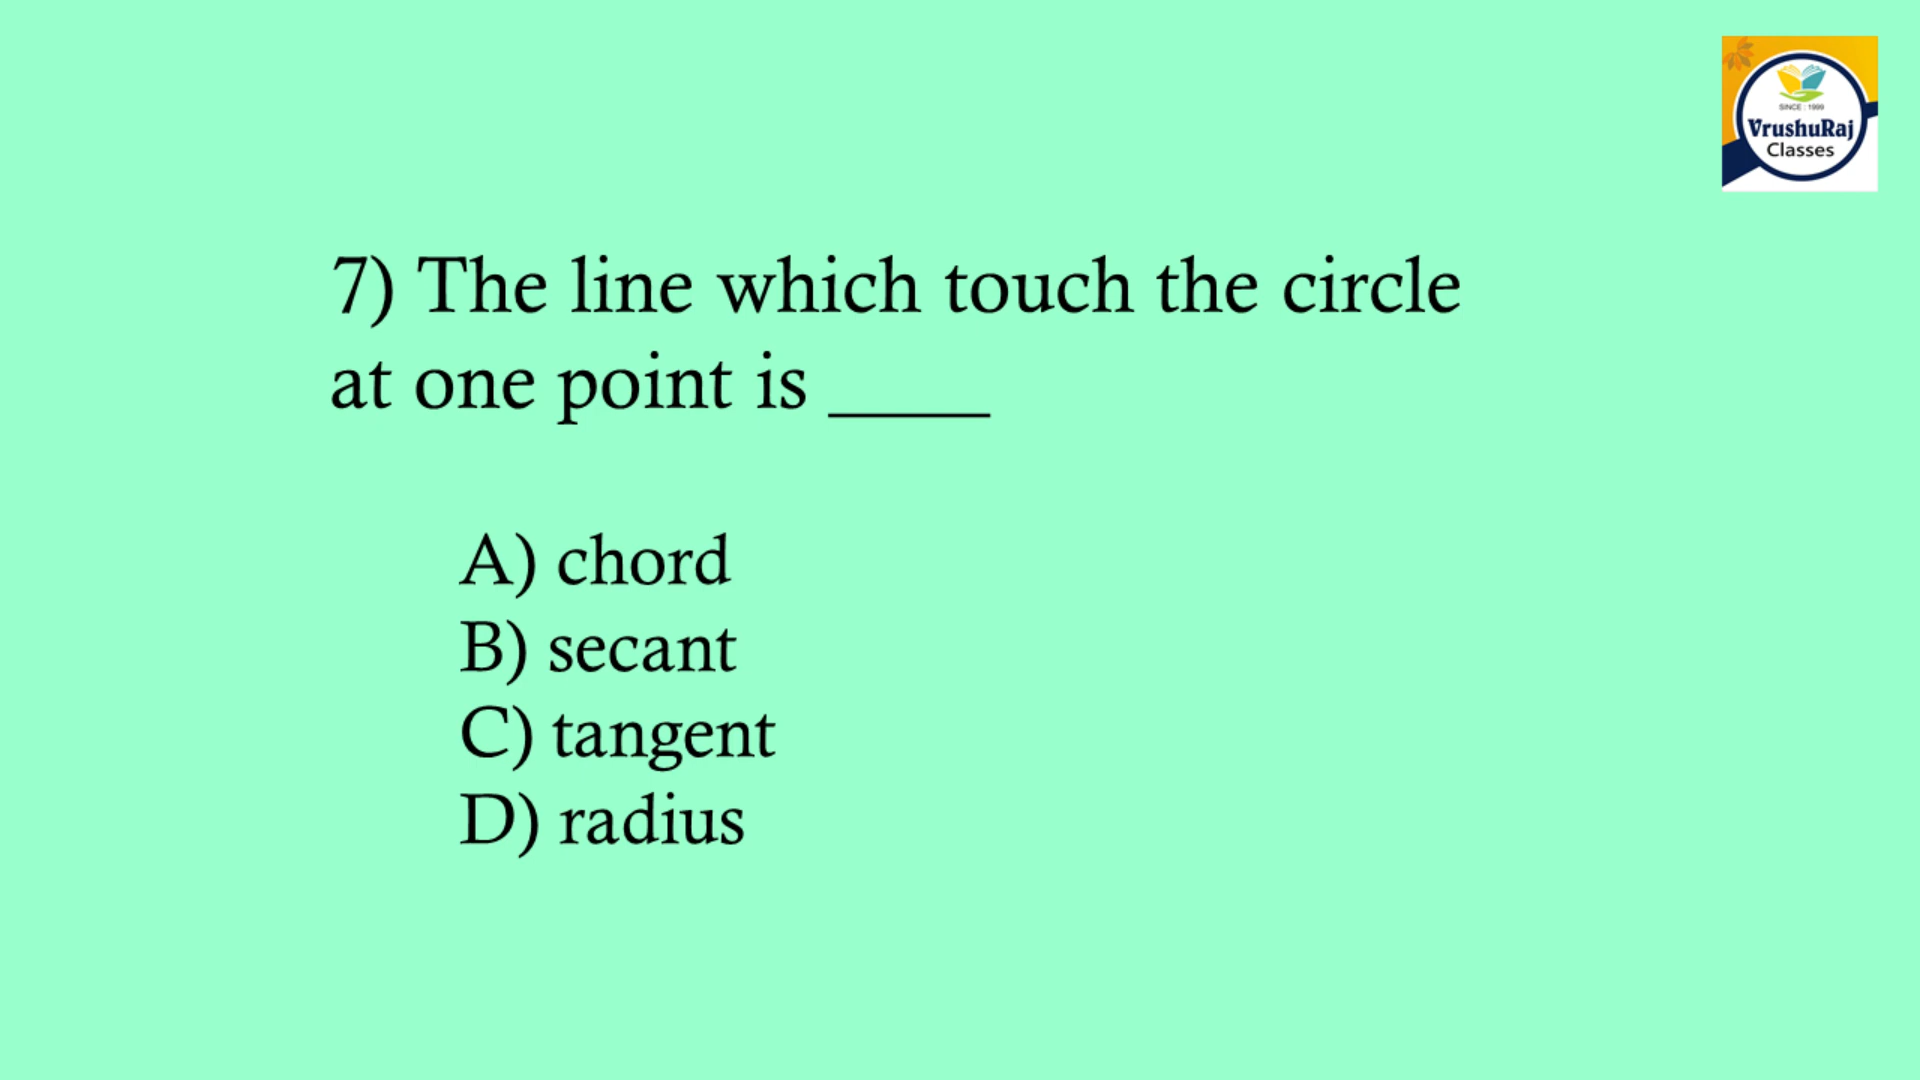 SINCE : 1999
VrushuRaj
Classes
7) The line which touch the circle
at one point is ____
A) chord
B) secant
C) tangent
D) radius